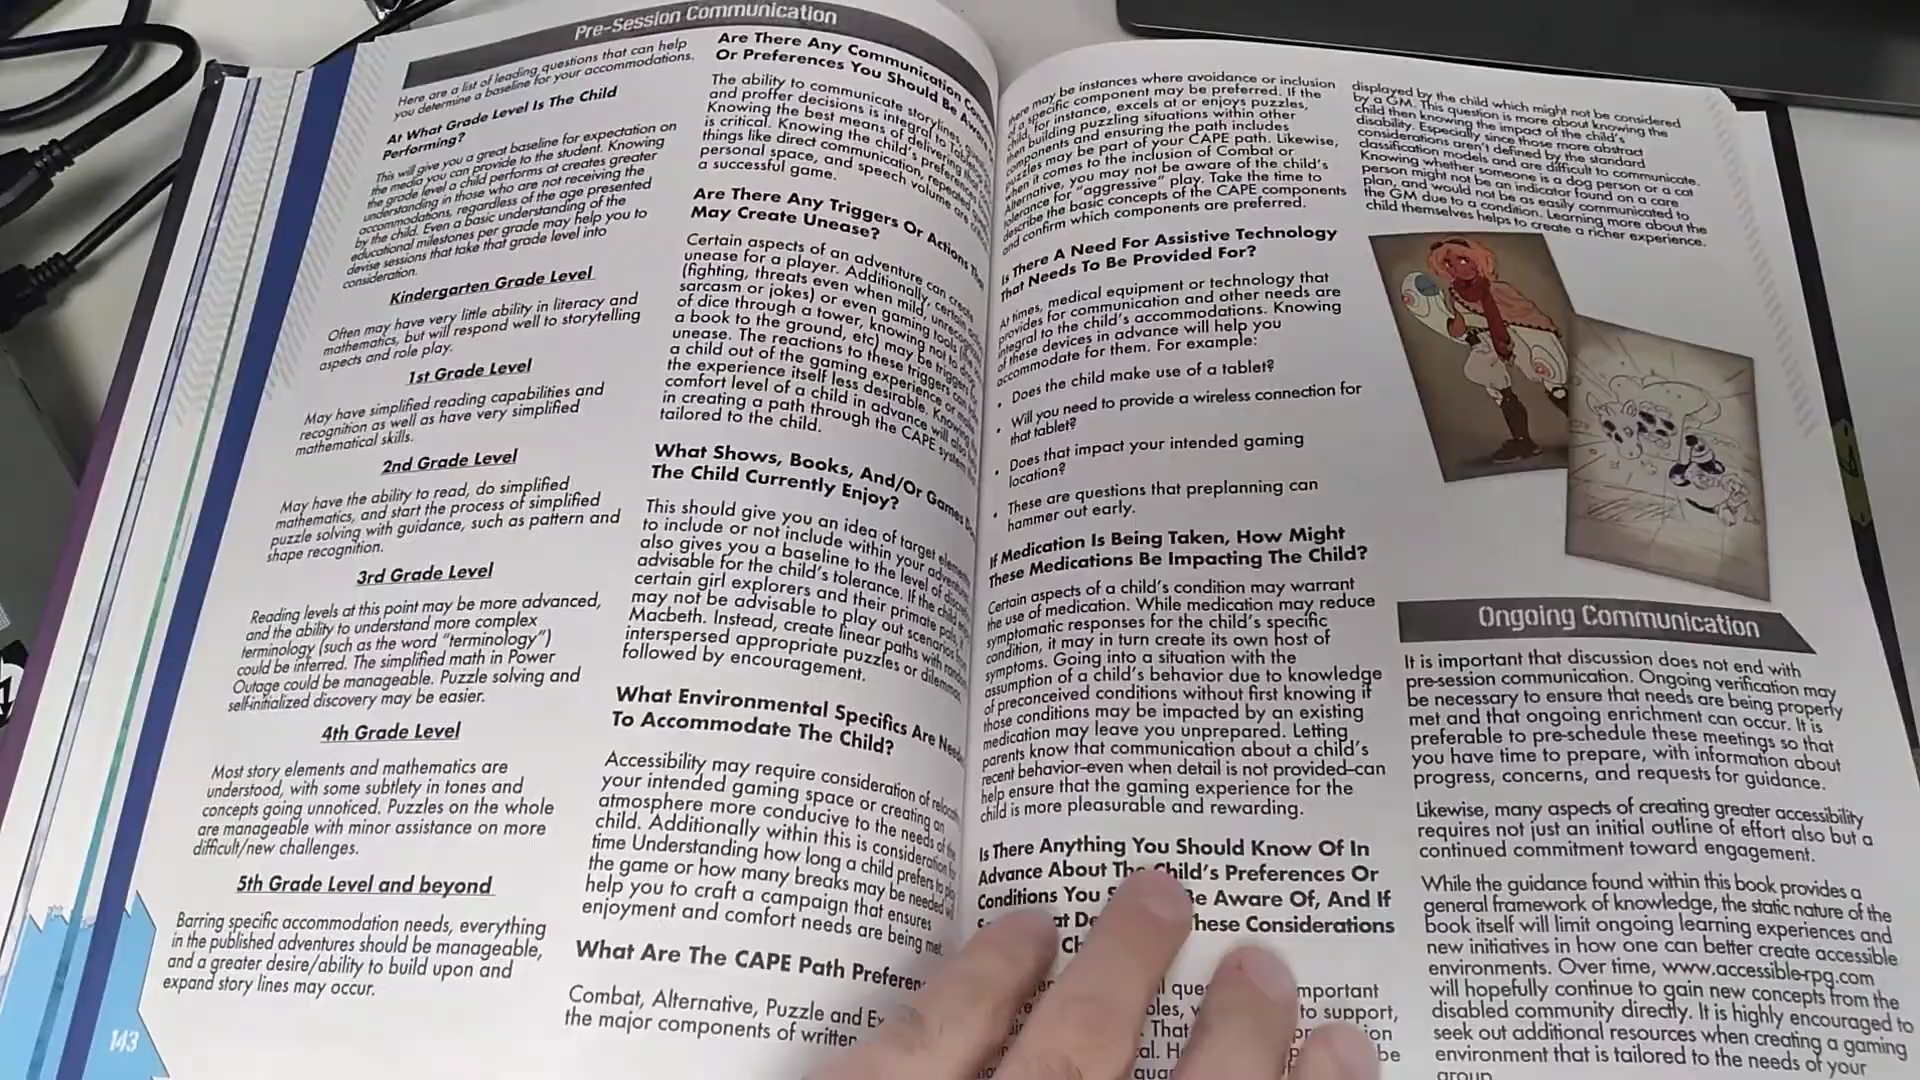 Pre-Session Communication
Here are a list of leading questions that can help
you determine a baseline for your accommodations.
At What Grade Level Is The Child
Performing?
This will give you a great baseline for expectation on
the media you can provide to the student. Knowing
the grade level a child performs at creates greater
understanding in those who are not receiving the
accommodations, regardless of the age presented
by the child. Even a basic understanding of the
educational milestones per grade may help you to
devise sessions that take that grade level into
consideration.
Kindergarten Grade Level
Often may have very little ability in literacy and
mathematics, but will respond well to storytelling
aspects and role play.
1st Grade Level
May have simplified reading capabilities and
recognition as well as have very simplified
mathematical skills.
2nd Grade Level
May have the ability to read, do simplified
mathematics, and start the process of simplified
puzzle solving with guidance, such as pattern and
shape recognition.
3rd Grade Level
Reading levels at this point may be more advanced,
and the ability to understand more complex
terminology (such as the word "terminology")
could be inferred. The simplified math in Power
Outage could be manageable. Puzzle solving and
self-initialized discovery may be easier.
4th Grade Level
Most story elements and mathematics are
understood, with some subtlety in tones and
concepts going unnoticed. Puzzles on the whole
are manageable with minor assistance on more
difficult/new challenges.
5th Grade Level and beyond
Barring specific accommodation needs, everything
in the published adventures should be manageable,
and a greater desire/ability to build upon and
expand story lines may occur.
143
Are There Any Communication
Or Preferences You Should Be
The ability to communicate storylines,
and proffer decisions is integral to
Knowing the best means of delivering
is critical. Knowing the child's
things like direct communication,
personal space, and speech volume are
a successful game.
Are There Any Triggers Or Actions
May Create Unease?
Certain aspects of an adventure can create
unease for a player. Additionally, certain
(fighting, threats even when mild,
sarcasm or jokes) or even gaming tools
of dice through a tower, knowing not to drop
a book to the ground, etc) may be triggers
unease. The reactions to these triggers can
a child out of the gaming experience or make
the experience itself less desirable. Knowing
comfort level of a child in advance will also
in creating a path through the CAPE system
tailored to the child.
What Shows, Books, And/Or Games
The Child Currently Enjoy?
This should give you an idea of target elements
to include or not include within your adventure
also gives you a baseline to the level of
advisable for the child's tolerance. If the child
certain girl explorers and their primate pals,
may not be advisable to play out scenarios
Macbeth. Instead, create linear paths with random
interspersed appropriate puzzles or dilemmas
followed by encouragement.
What Environmental Specifics Are
To Accommodate The Child?
Accessibility may require consideration of
your intended gaming space or creating an
atmosphere more conducive to the needs of the
child. Additionally within this is consideration for
time Understanding how long a child prefers to play
the game or how many breaks may be needed will
help you to craft a campaign that ensures
enjoyment and comfort needs are being met.
What Are The CAPE Path
Combat, Alternative, Puzzle and
the major components of written
there may be instances where avoidance or inclusion
of a specific component may be preferred. If the
child, for instance, excels at or enjoys puzzles,
then building puzzling situations within other
components and ensuring the path includes
puzzles may be part of your CAPE path. Likewise,
when it comes to the inclusion of Combat or
Alternative, you may not be aware of the child's
tolerance for "aggressive" play. Take the time to
describe the basic concepts of the CAPE components
and confirm which components are preferred.
Is There A Need For Assistive Technology
That Needs To Be Provided For?
At times, medical equipment or technology that
provides for communication and other needs are
integral to the child's accommodations. Knowing
of these devices in advance will help you
accommodate for them. For example:
• Does the child make use of a tablet?
• Will you need to provide a wireless connection for
that tablet?
• Does that impact your intended gaming
location?
• These are questions that preplanning can
hammer out early.
If Medication Is Being Taken, How Might
These Medications Be Impacting The Child?
Certain aspects of a child's condition may warrant
the use of medication. While medication may reduce
symptomatic responses for the child's specific
condition, it may in turn create its own host of
symptoms. Going into a situation with the
assumption of a child's behavior due to knowledge
of preconceived conditions without first knowing if
those conditions may be impacted by an existing
medication may leave you unprepared. Letting
parents know that communication about a child's
recent behavior–even when detail is not provided–can
help ensure that the gaming experience for the
child is more pleasurable and rewarding.
Is There Anything You Should Know Of In
Advance About The Child's Preferences Or
Conditions You Be Aware Of, And If
These Considerations
important
to support,
That
be
displayed by the child which might not be considered
by a GM. This question is more about knowing the
child then knowing the impact of the child's
disability. Especially since those more abstract
considerations aren't defined by the standard
classification models and are difficult to communicate.
Knowing whether someone is a dog person or a cat
person might not be an indicator found on a care
plan, and would not be as easily communicated to
the GM due to a condition. Learning more about the
child themselves helps to create a richer experience.
Ongoing Communication
It is important that discussion does not end with
pre-session communication. Ongoing verification may
be necessary to ensure that needs are being properly
met and that ongoing enrichment can occur. It is
preferable to pre-schedule these meetings so that
you have time to prepare, with information about
progress, concerns, and requests for guidance.
Likewise, many aspects of creating greater accessibility
requires not just an initial outline of effort also but a
continued commitment toward engagement.
While the guidance found within this book provides a
general framework of knowledge, the static nature of the
book itself will limit ongoing learning experiences and
new initiatives in how one can better create accessible
environments. Over time, www.accessible-rpg.com
will hopefully continue to gain new concepts from the
disabled community directly. It is highly encouraged to
seek out additional resources when creating a gaming
environment that is tailored to the needs of your
group.